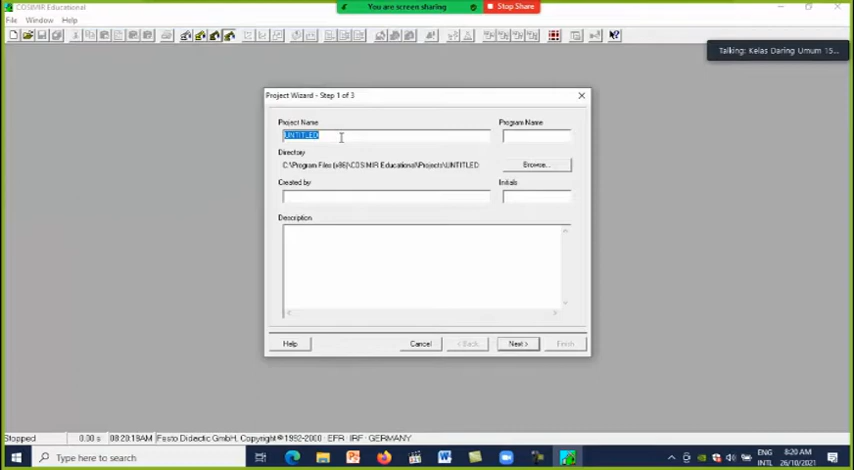 COSIMIR Educational
You are screen sharing
Stop Share
File Window Help
Talking: Kelas Daring Umum 15...
Project Wizard - Step 1 of 3
Project Name
Program Name
UNTITLED
Directory
C:\Program Files (x86)\COSIMIR Educational\Projects\UNTITLED
Browse...
Created by
Initials
Description
Help
Cancel
< Back
Next >
Finish
Stopped
0.00 s
08:20:19AM
Festo Didactic GmbH, Copyright ©1992-2000 - EFR - IRF - GERMANY
Type here to search
ENG
INTL
8:20 AM
26/10/2021